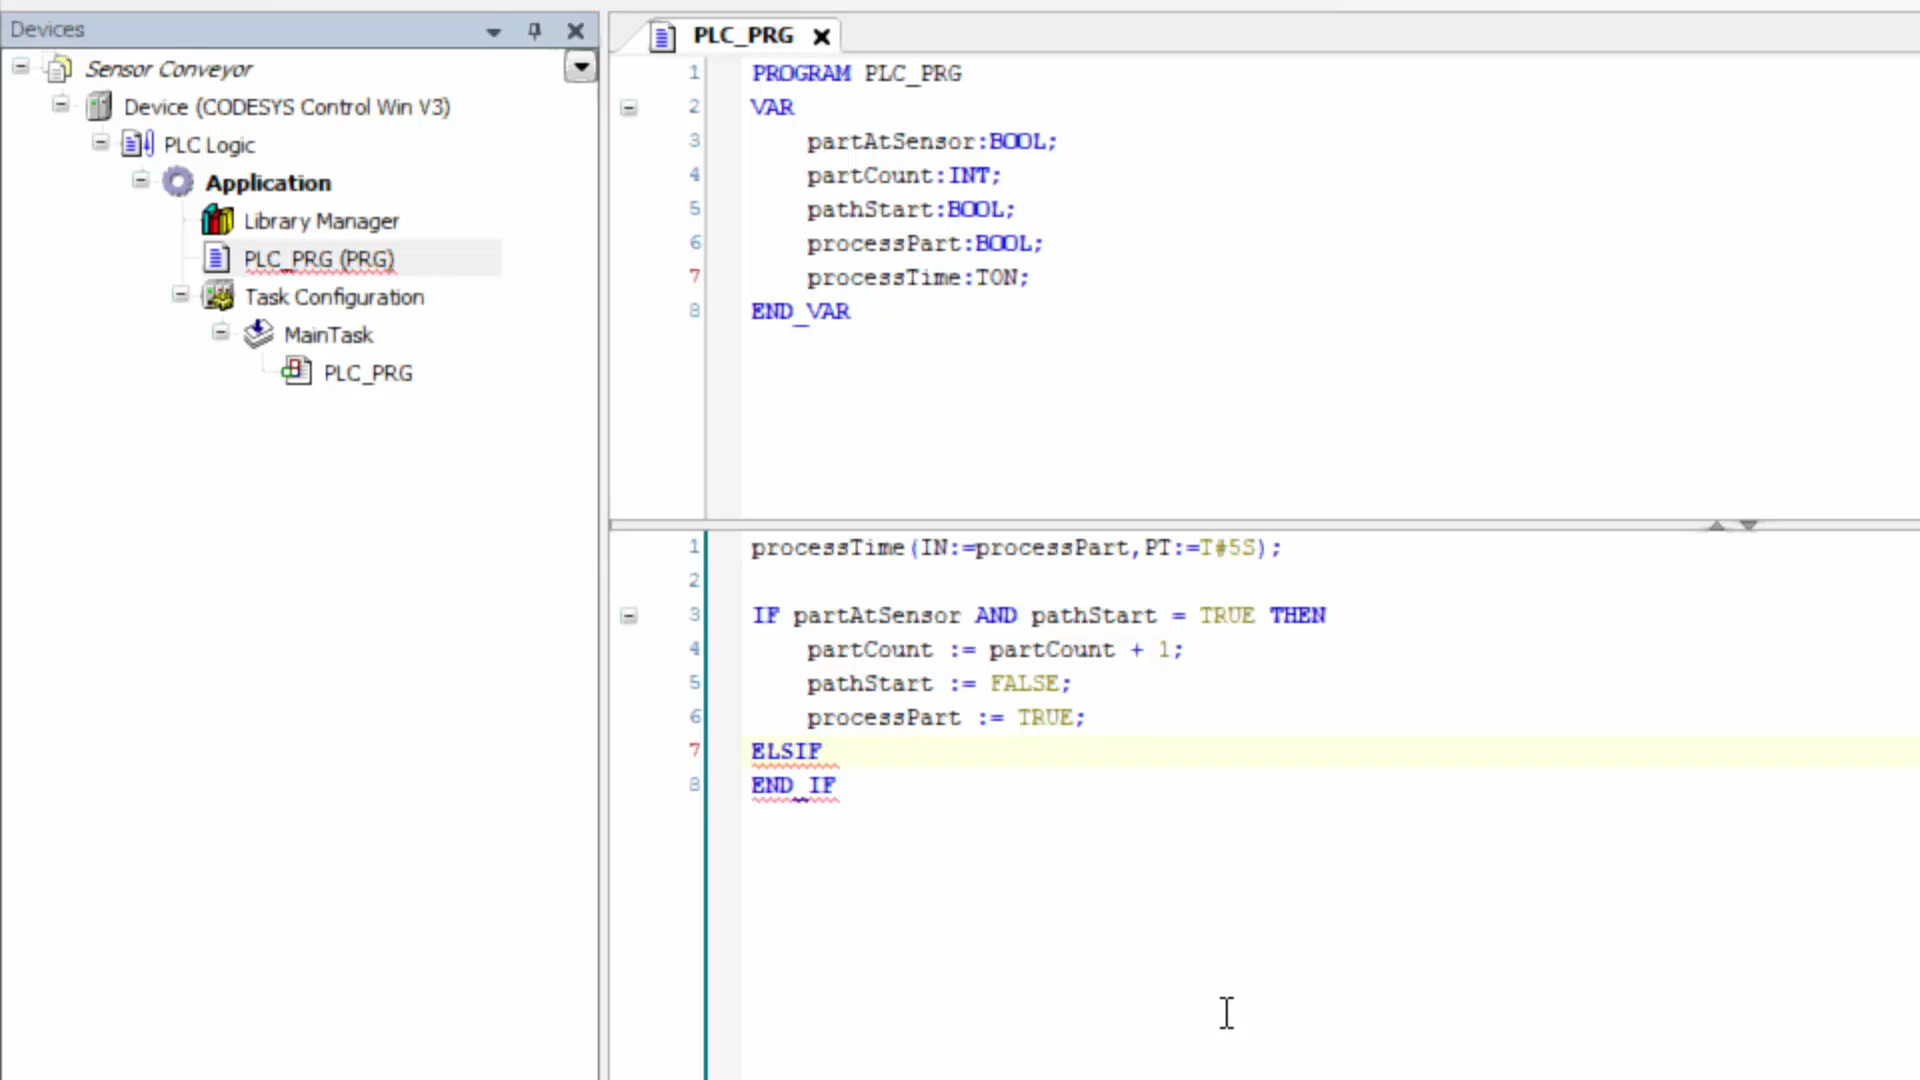 Devices
Sensor Conveyor
Device (CODESYS Control Win V3)
PLC Logic
Application
Library Manager
PLC_PRG (PRG)
Task Configuration
MainTask
PLC_PRG
PLC_PRG
1 PROGRAM PLC_PRG
2 VAR
3 partAtSensor:BOOL;
4 partCount:INT;
5 pathStart:BOOL;
6 processPart:BOOL;
7 processTime:TON;
8 END_VAR
1 processTime(IN:=processPart,PT:=T#5S);
2
3 IF partAtSensor AND pathStart = TRUE THEN
4 partCount := partCount + 1;
5 pathStart := FALSE;
6 processPart := TRUE;
7 ELSIF
8 END_IF